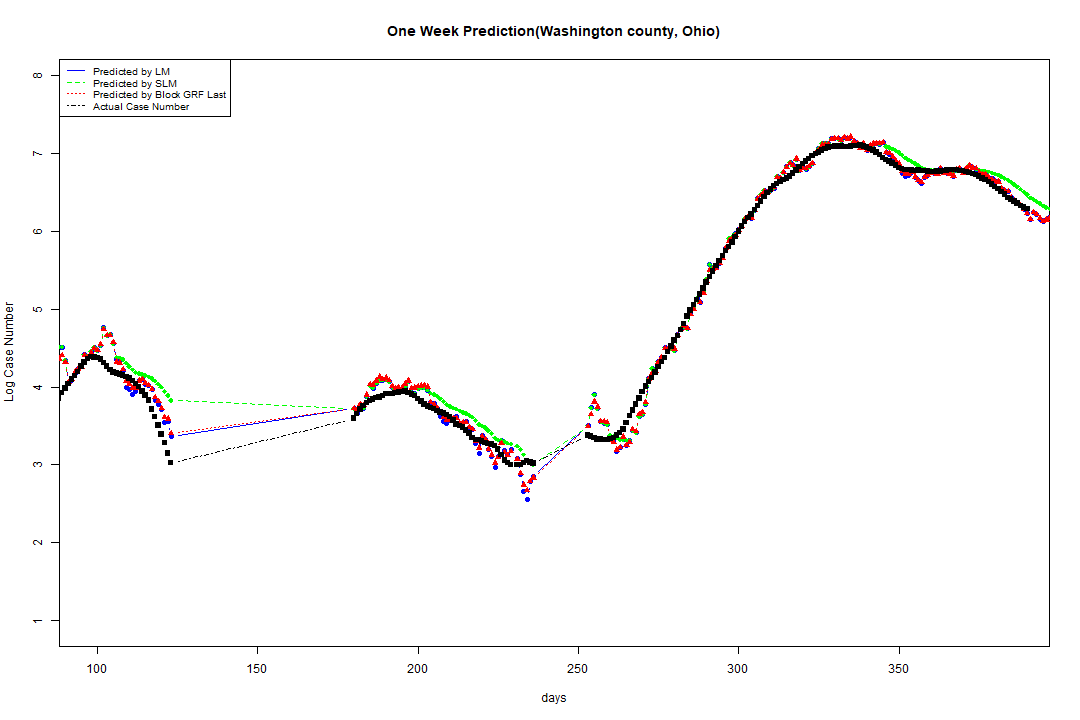 One Week Prediction(Washington county, Ohio)
Predicted by LM
Predicted by SLM
Predicted by Block GRF Last
Actual Case Number
8
7
6
5
4
3
2
1
Log Case Number
100 150 200 250 300 350
days